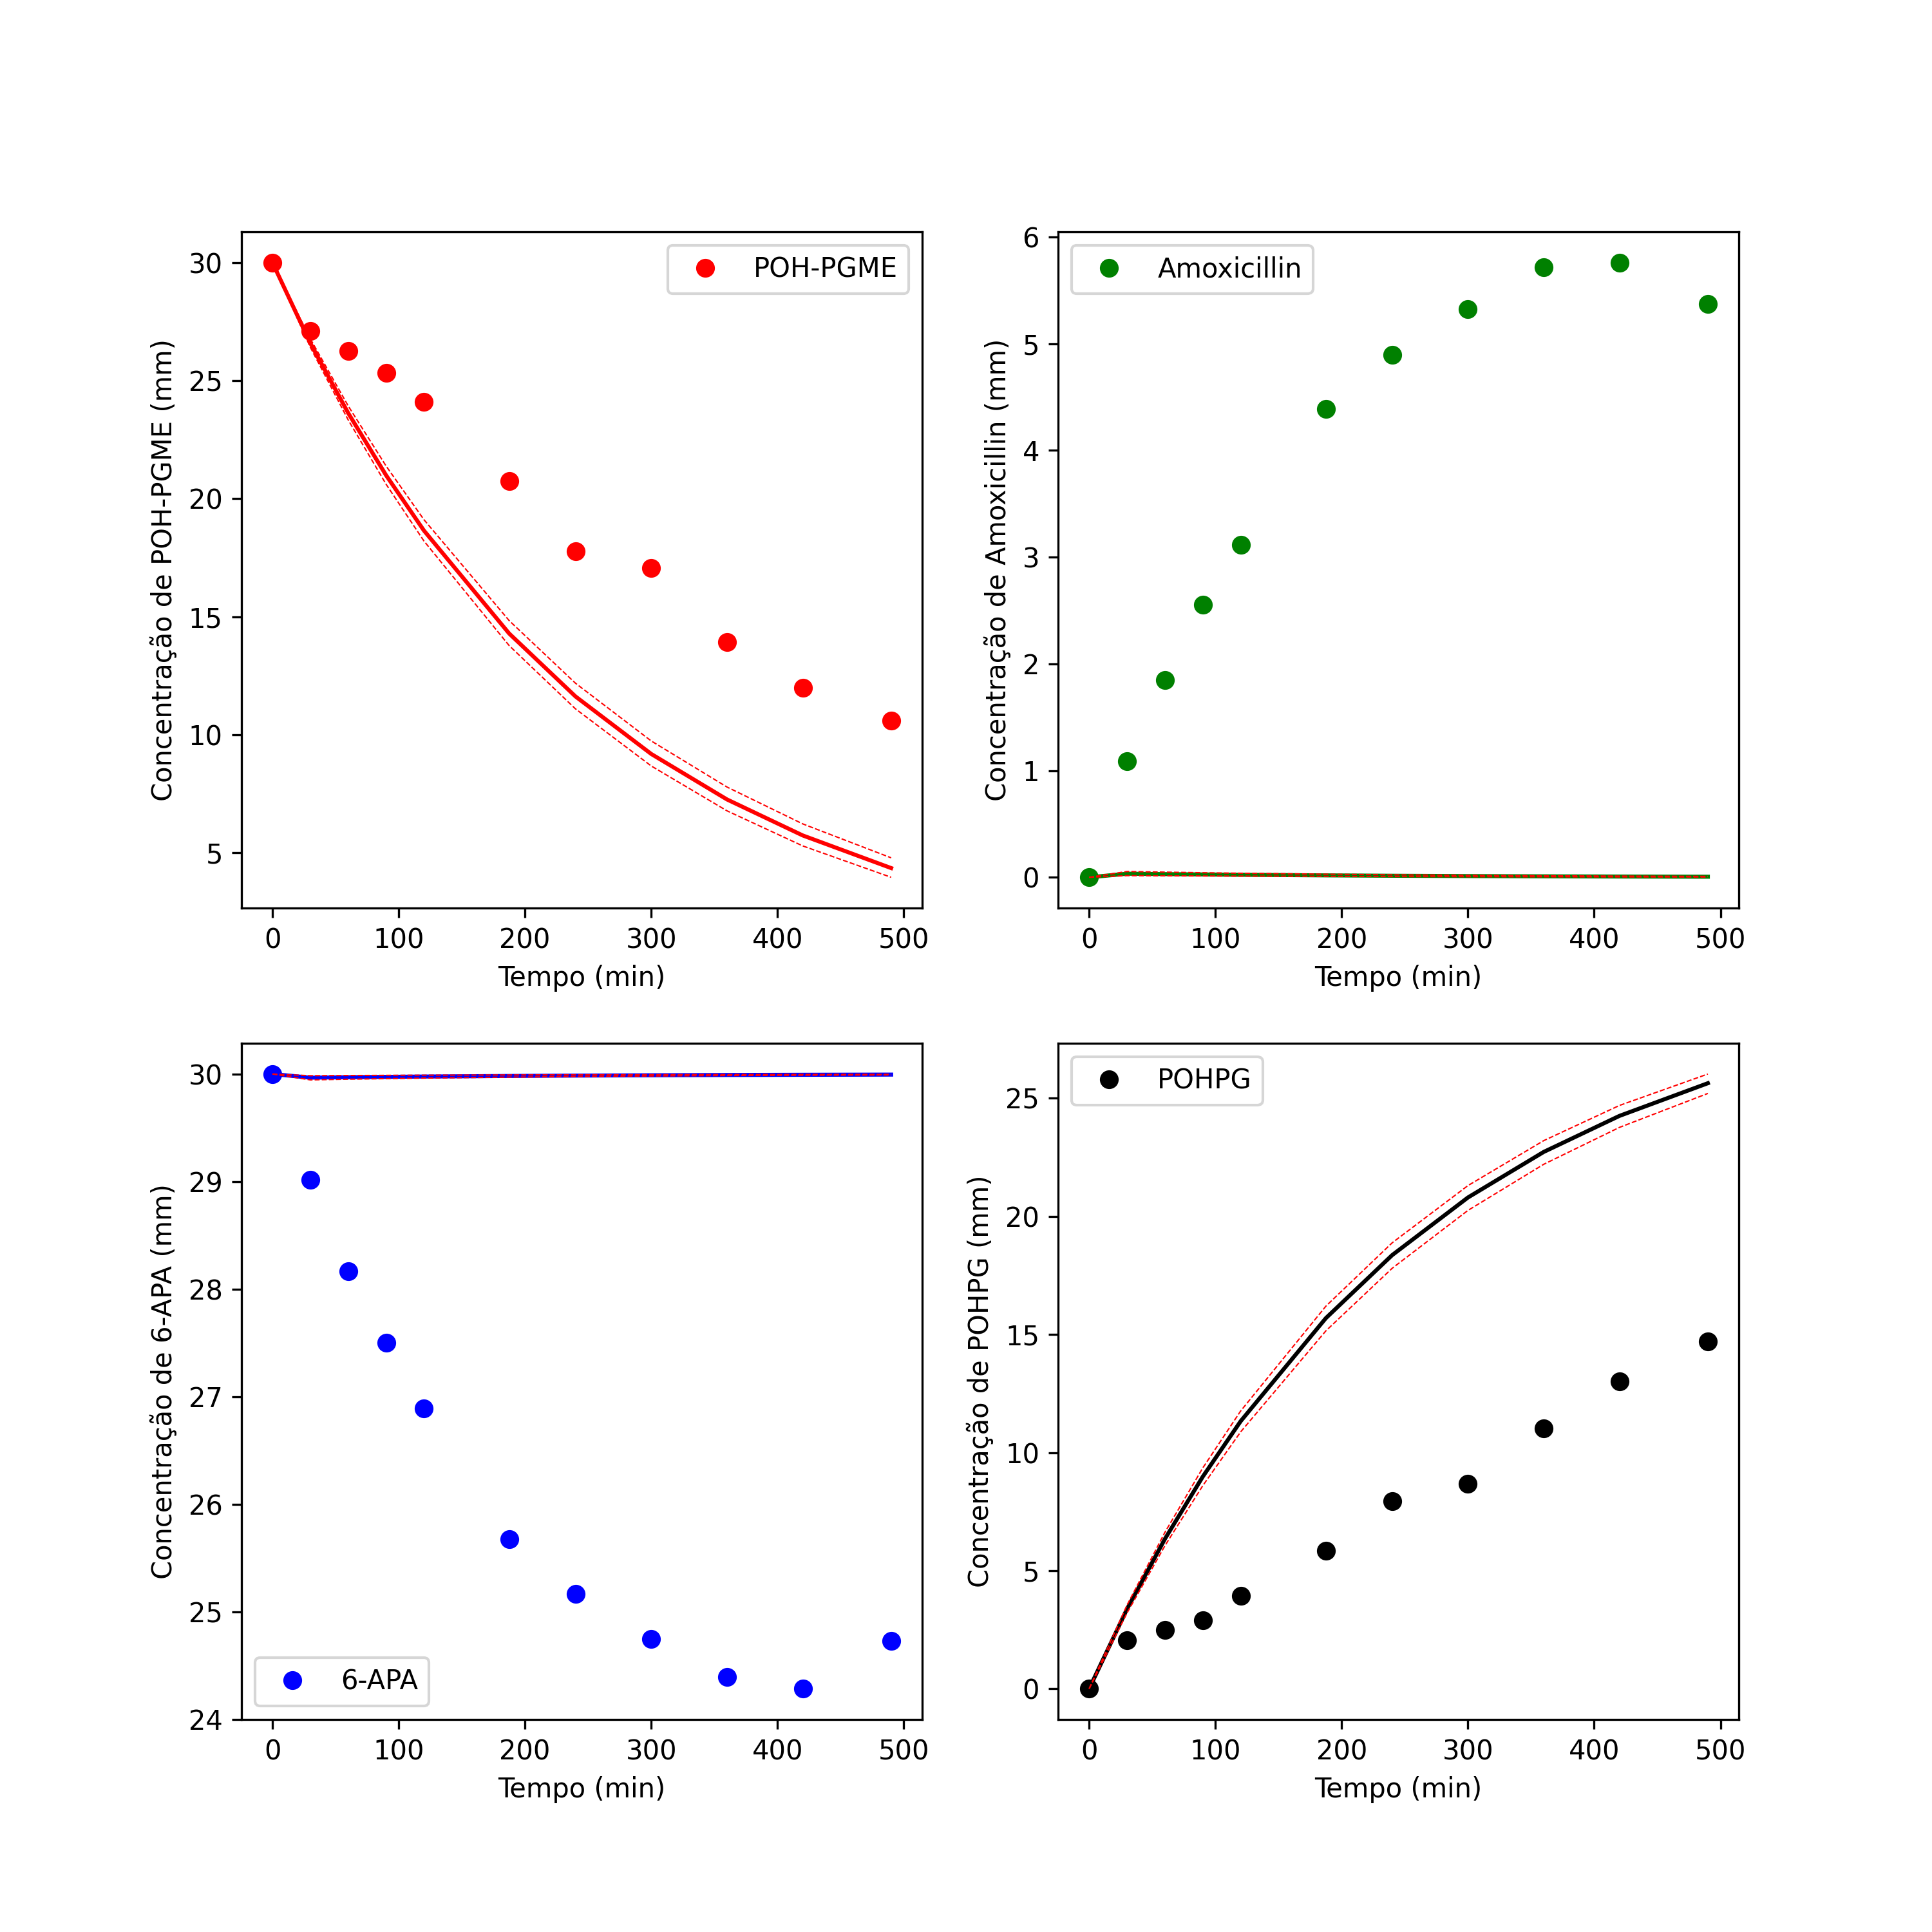 POH-PGME
Concentração de POH-PGME (mm)
30
25
20
15
10
5
0 100 200 300 400 500
Tempo (min)
Amoxicillin
Concentração de Amoxicillin (mm)
6
5
4
3
2
1
0
0 100 200 300 400 500
Tempo (min)
6-APA
Concentração de 6-APA (mm)
30
29
28
27
26
25
24
0 100 200 300 400 500
Tempo (min)
POHPG
Concentração de POHPG (mm)
25
20
15
10
5
0
0 100 200 300 400 500
Tempo (min)